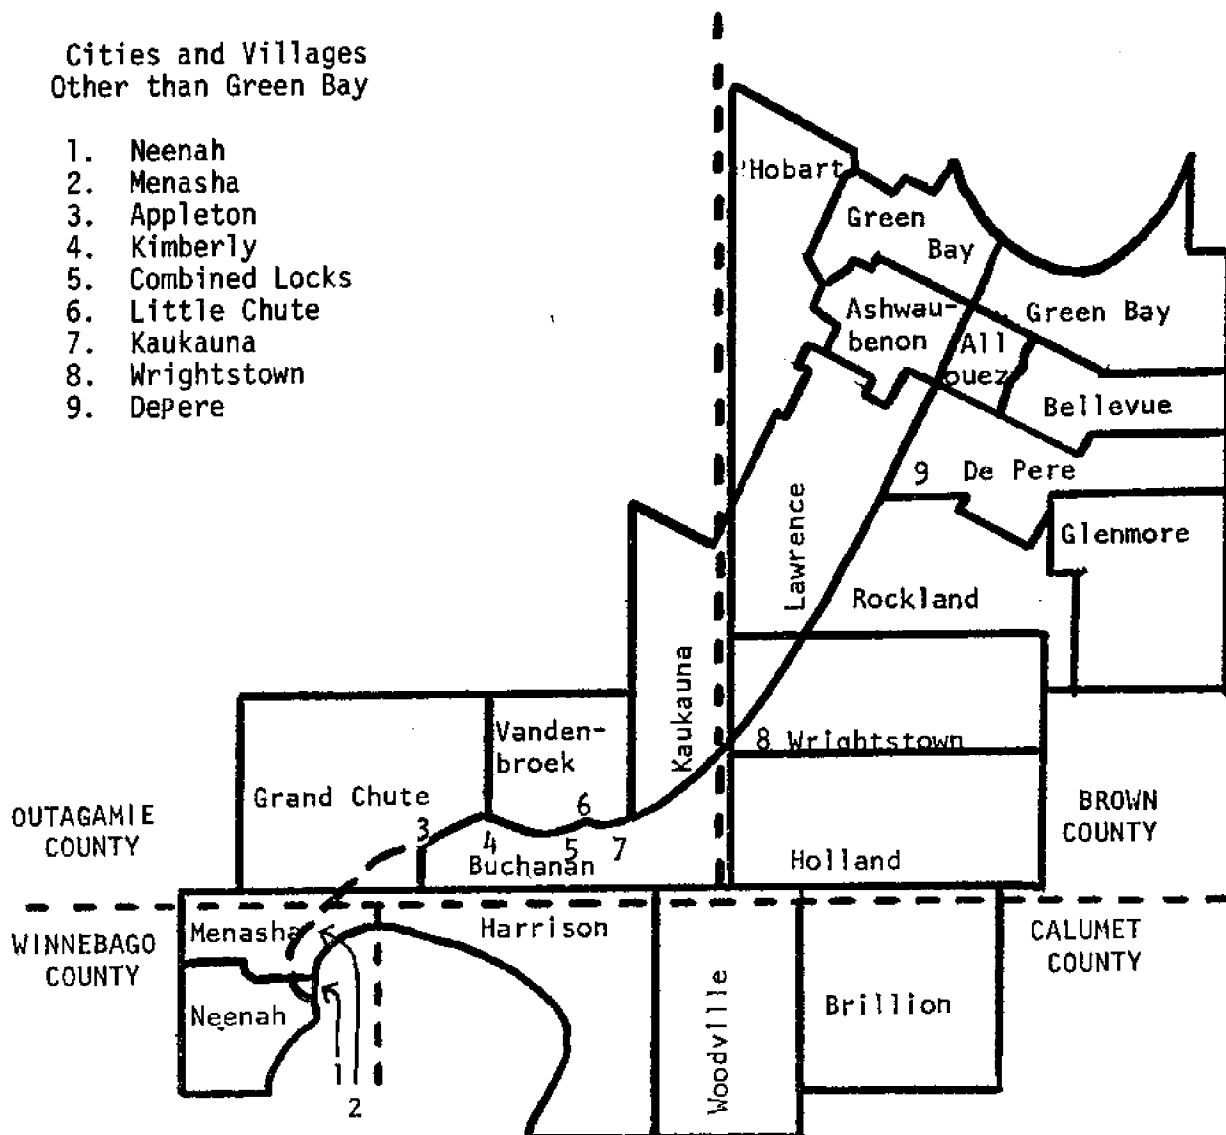 Cities and Villages
Other than Green Bay
1. Neenah
2. Menasha
3. Appleton
4. Kimberly
5. Combined Locks
6. Little Chute
7. Kaukauna
8. Wrightstown
9. DePere
Hobart
Green
Bay
Ashwau-
benon
All
ouez
Green Bay
Bellevue
9 De Pere
Glenmore
Lawrence
Rockland
Kaukauna
Vanden-
broek
8 Wrightstown
Grand Chute
OUTAGAMIE
COUNTY
3
4
5
6
7
Buchanan
Holland
BROWN
COUNTY
WINNEBAGO
COUNTY
Menasha
Harrison
CALUMET
COUNTY
Neenah
Woodville
Brillion
1
2